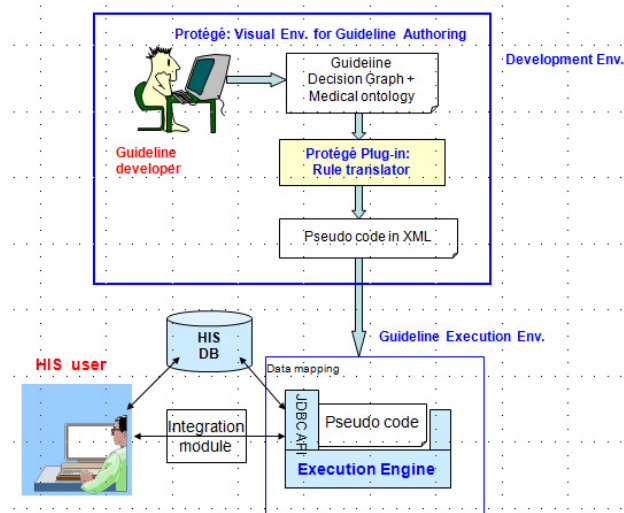 Protégé: Visual Env. for Guideline Authoring
Development Env.
Guideline
Decision Graph +
Medical ontology
Guideline
developer
Protégé Plug-in:
Rule translator
Pseudo code in XML
Guideline Execution Env.
HIS
DB
HIS user
Data mapping
Integration
module
JDBC API
Pseudo code
Execution Engine